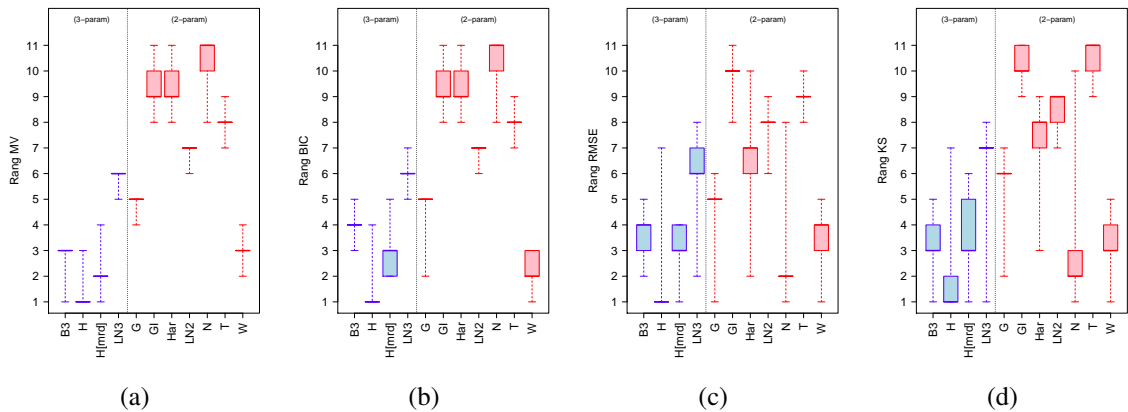 (3−param) (2−param)
Rang MV
11
10
9
8
7
6
5
4
3
2
1
B3 H H[mrd] LN3 G Gl Har LN2 N T W
(a)
(3−param) (2−param)
Rang BIC
11
10
9
8
7
6
5
4
3
2
1
B3 H H[mrd] LN3 G Gl Har LN2 N T W
(b)
(3−param) (2−param)
Rang RMSE
11
10
9
8
7
6
5
4
3
2
1
B3 H H[mrd] LN3 G Gl Har LN2 N T W
(c)
(3−param) (2−param)
Rang KS
11
10
9
8
7
6
5
4
3
2
1
B3 H H[mrd] LN3 G Gl Har LN2 N T W
(d)